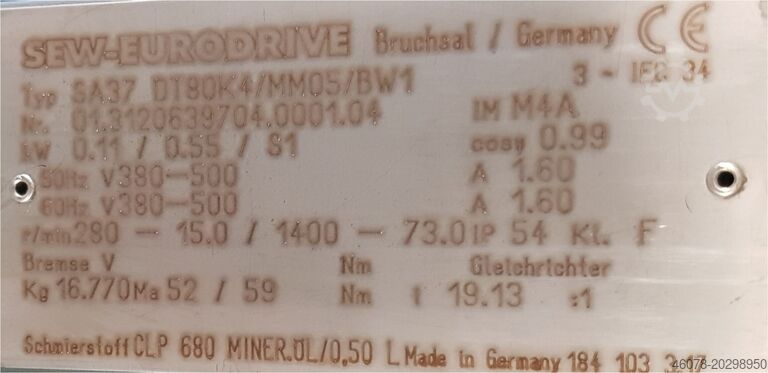 SEW-EURODRIVE Bruchsal / Germany CE
Typ SA37 DT80K4/MM05/BW1 3 ~ IEC 34
Nr. 01.3120639704.0001.04 IM M4A
kW 0.11 / 0.55 / S1 cosφ 0.99
50Hz V380-500 A 1.60
60Hz V380-500 A 1.60
r/min280 - 15.0 / 1400 - 73.0 IP 54 Kl. F
Bremse V Nm Gleichrichter
Kg 16.770 Ma 52 / 59 Nm i 19.13 :1
Schmierstoff CLP 680 MINER.ÖL/0,50 L Made in Germany 184 103 3.17
46078-20298950